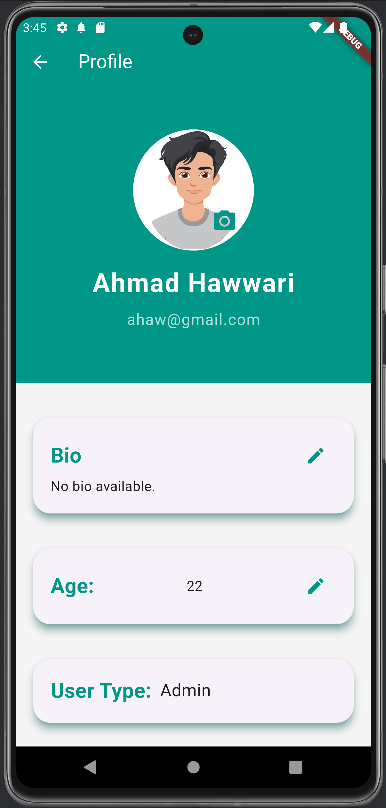 3:45
DEBUG
Profile
Ahmad Hawwari
ahaw@gmail.com
Bio
No bio available.
Age: 22
User Type: Admin